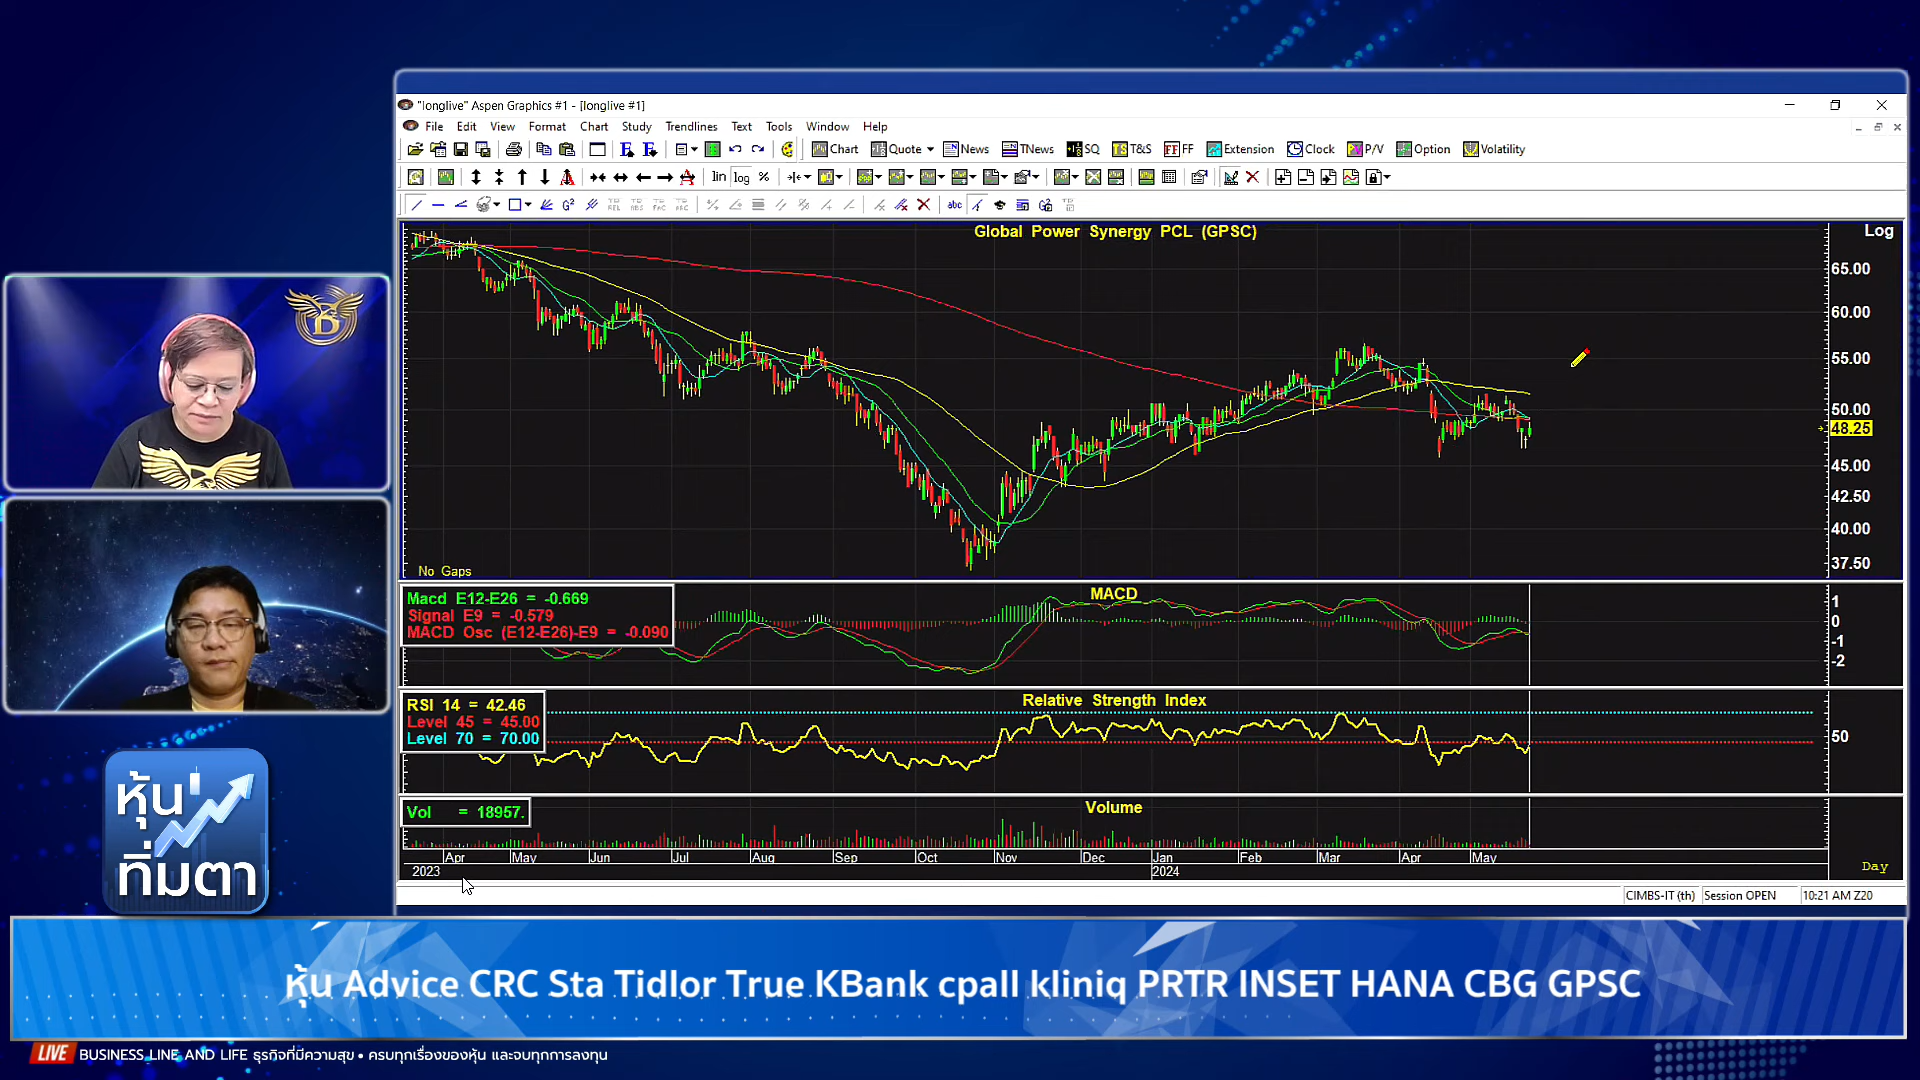 "longlive" Aspen Graphics #1 - [longlive #1]
File Edit View Format Chart Study Trendlines Text Tools Window Help
Chart Quote News TNews SQ T&S FF Extension Clock P/V Option Volatility
lin log %
abc
Global Power Synergy PCL (GPSC)
Log
65.00
60.00
55.00
50.00
48.25
45.00
42.50
40.00
37.50
No Gaps
MACD
Macd E12-E26 = -0.669
Signal E9 = -0.579
MACD Osc (E12-E26)-E9 = -0.090
1
0
-1
-2
Relative Strength Index
RSI 14 = 42.46
Level 45 = 45.00
Level 70 = 70.00
50
Volume
Vol = 18957.
Apr May Jun Jul Aug Sep Oct Nov Dec Jan Feb Mar Apr May
2023 2024
Day
CIMBS-IT (th) Session OPEN 10:21 AM Z20
หุ้น
ทิ่มตา
หุ้น Advice CRC Sta Tidlor True KBank cpall kliniq PRTR INSET HANA CBG GPSC
LIVE BUSINESS LINE AND LIFE ธุรกิจที่มีความสุข • ครบทุกเรื่องของหุ้น และจบทุกการลงทุน